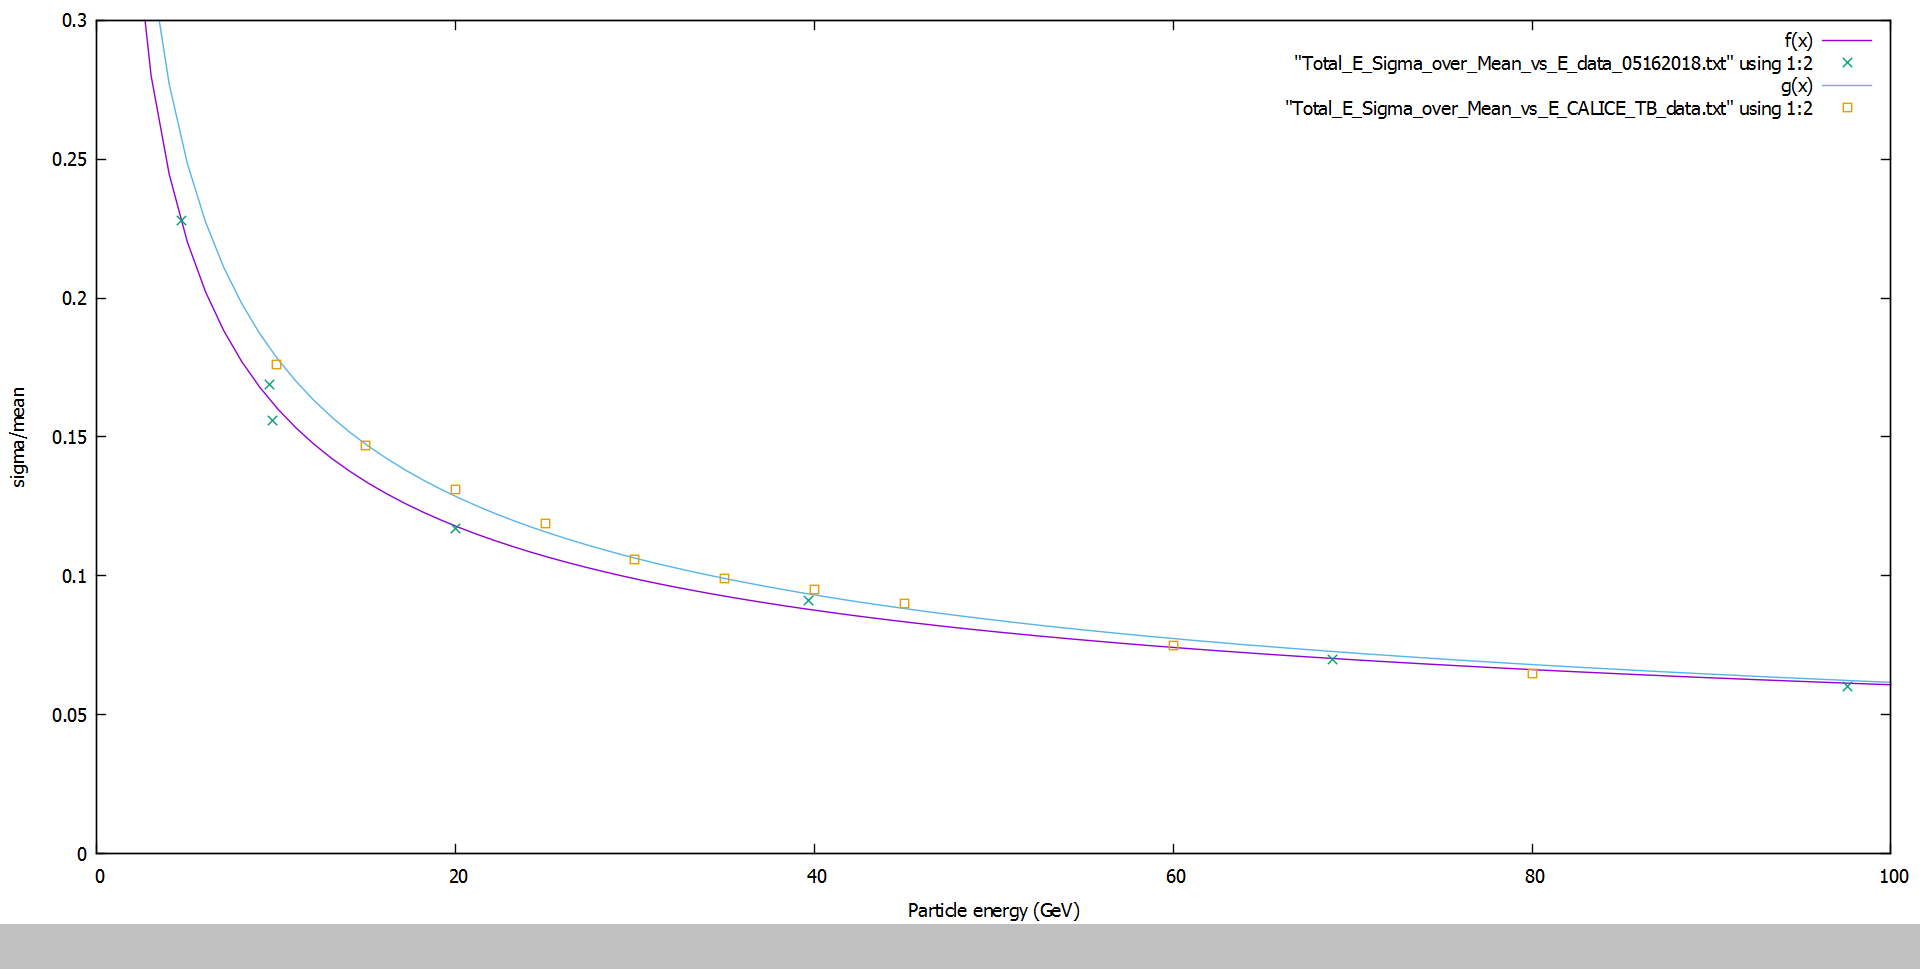 0.3
0.25
0.2
0.15
0.1
0.05
0
sigma/mean
f(x)
"Total_E_Sigma_over_Mean_vs_E_data_05162018.txt" using 1:2
g(x)
"Total_E_Sigma_over_Mean_vs_E_CALICE_TB_data.txt" using 1:2
0 20 40 60 80 100
Particle energy (GeV)